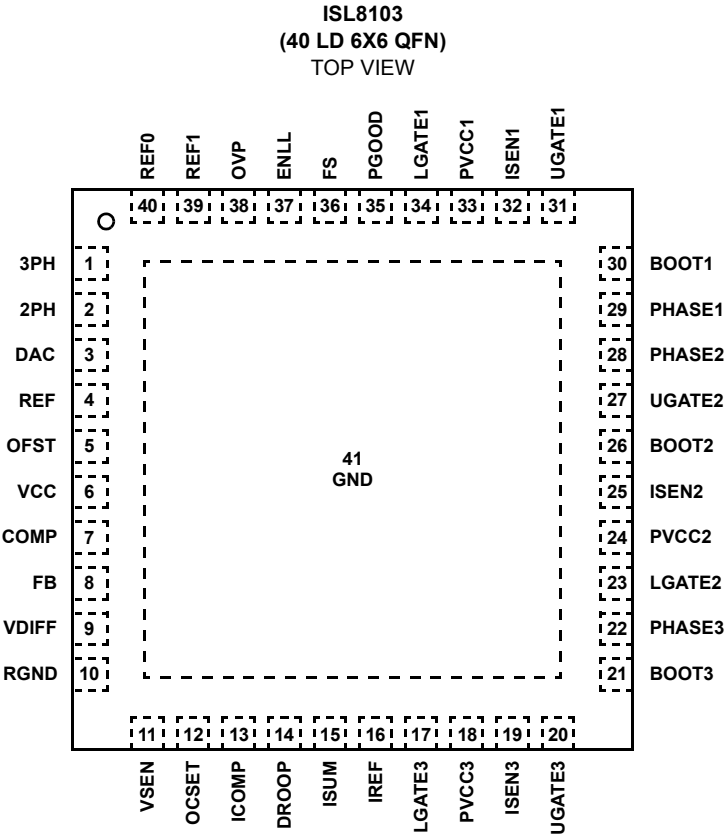 ISL8103
(40 LD 6X6 QFN)
TOP VIEW
REF0
REF1
OVP
ENLL
FS
PGOOD
LGATE1
PVCC1
ISEN1
UGATE1
40 39 38 37 36 35 34 33 32 31
3PH 1
2PH 2
DAC 3
REF 4
OFST 5
VCC 6
COMP 7
FB 8
VDIFF 9
RGND 10
41
GND
30 BOOT1
29 PHASE1
28 PHASE2
27 UGATE2
26 BOOT2
25 ISEN2
24 PVCC2
23 LGATE2
22 PHASE3
21 BOOT3
11 12 13 14 15 16 17 18 19 20
VSEN
OCSET
ICOMP
DROOP
ISUM
IREF
LGATE3
PVCC3
ISEN3
UGATE3